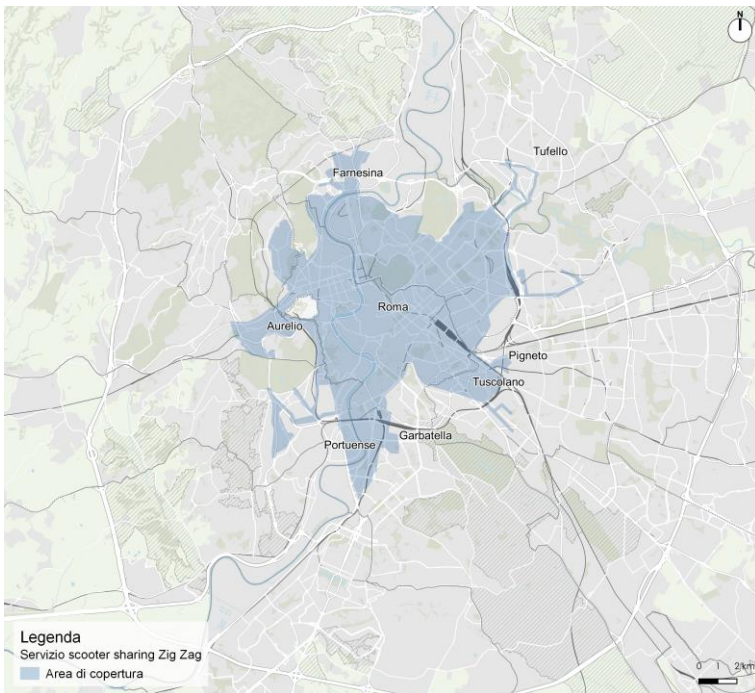 N
Tufello
Farnesina
Roma
Aurelio
Pigneto
Tuscolano
Garbatella
Portuense
Legenda
Servizio scooter sharing Zig Zag
Area di copertura
0 1 2 km